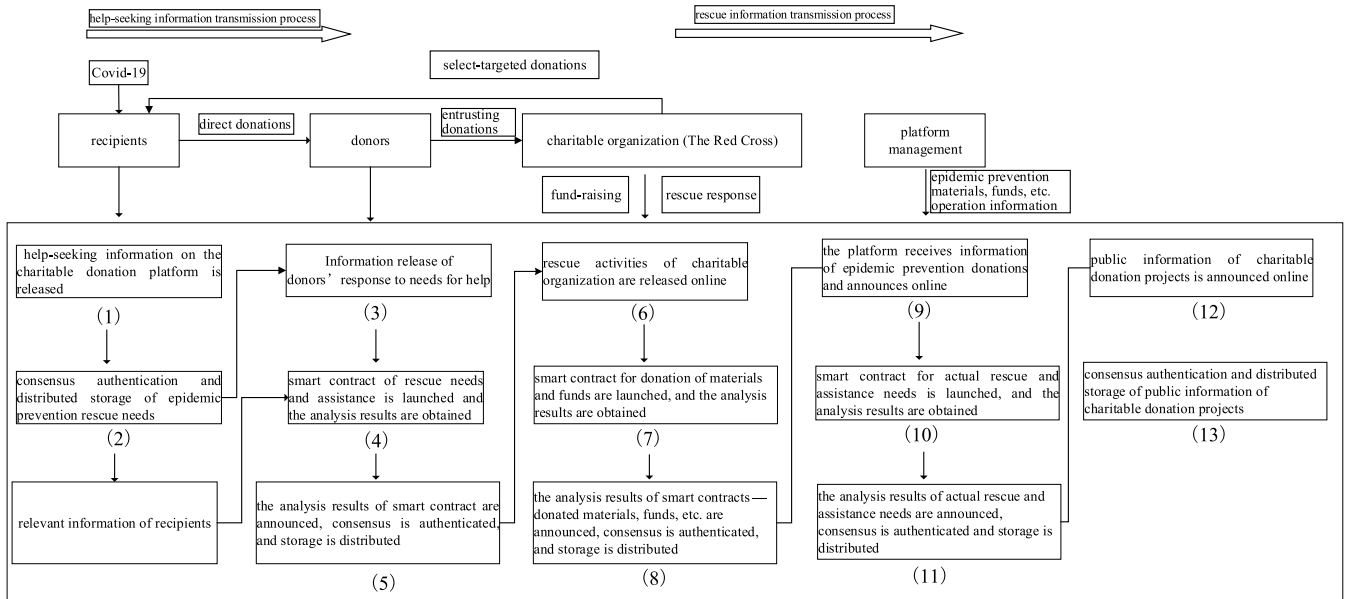 help-seeking information transmission process
rescue information transmission process
select-targeted donations
Covid-19
recipients
direct donations
donors
entrusting
donations
charitable organization (The Red Cross)
platform
management
fund-raising
rescue response
epidemic prevention
materials, funds, etc.
operation information
help-seeking information on the
charitable donation platform is
released
(1)
consensus authentication and
distributed storage of epidemic
prevention rescue needs
(2)
relevant information of recipients
Information release of
donors’ response to needs for help
(3)
smart contract of rescue needs
and assistance is launched and
the analysis results are obtained
(4)
the analysis results of smart contract are
announced, consensus is authenticated,
and storage is distributed
(5)
rescue activities of charitable
organization are released online
(6)
smart contract for donation of materials
and funds are launched, and the analysis
results are obtained
(7)
the analysis results of smart contracts—
donated materials, funds, etc. are
announced, consensus is authenticated,
and storage is distributed
(8)
the platform receives information
of epidemic prevention donations
and announces online
(9)
smart contract for actual rescue and
assistance needs is launched, and the
analysis results are obtained
(10)
the analysis results of actual rescue and
assistance needs are announced,
consensus is authenticated and storage is
distributed
(11)
public information of charitable
donation projects is announced online
(12)
consensus authentication and distributed
storage of public information of
charitable donation projects
(13)